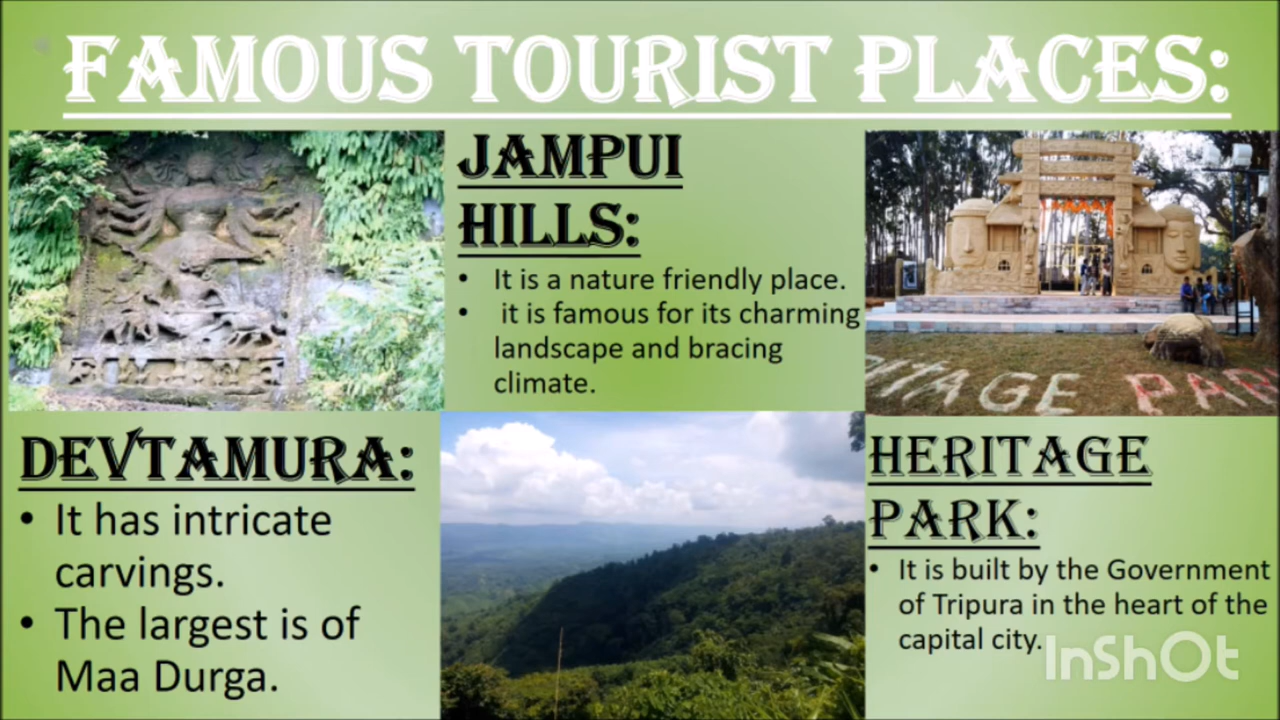 FAMOUS TOURIST PLACES:
JAMPUI
HILLS:
• It is a nature friendly place.
• it is famous for its charming
landscape and bracing
climate.
DEVTAMURA:
• It has intricate
carvings.
• The largest is of
Maa Durga.
RITAGE PAR
HERITAGE
PARK:
• It is built by the Government
of Tripura in the heart of the
capital city.
InShOt